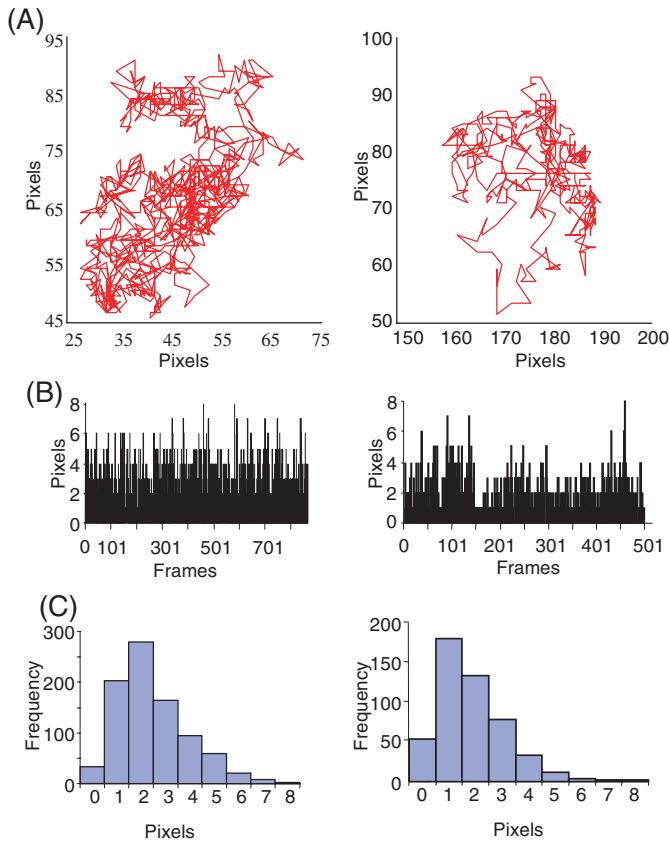 (A)
95
85
75
65
55
45
Pixels
25 35 45 55 65 75
Pixels
100
90
80
70
60
50
Pixels
150 160 170 180 190 200
Pixels
(B)
8
6
4
2
0
Pixels
0 101 301 501 701
Frames
8
6
4
2
0
Pixels
0 101 201 301 401 501
Frames
(C)
300
200
100
0
Frequency
0 1 2 3 4 5 6 7 8
Pixels
200
150
100
50
0
Frequency
0 1 2 3 4 5 6 7 8
Pixels